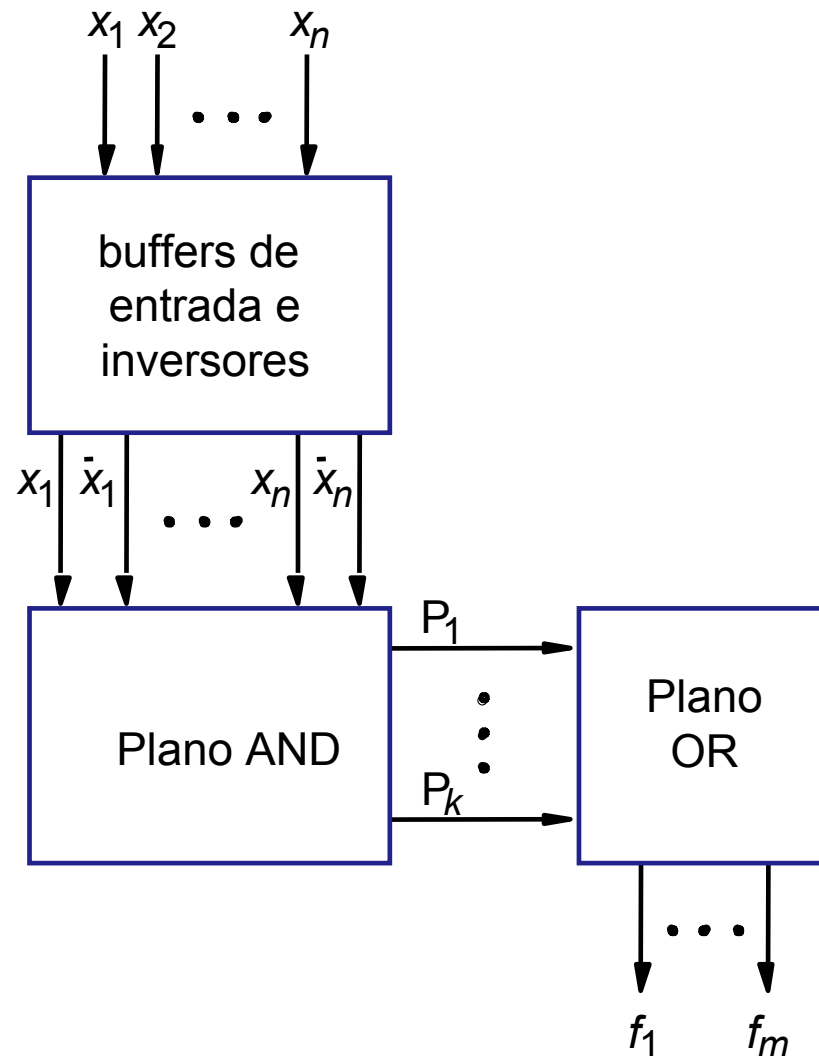 x1 x2 ... xn
buffers de
entrada e
inversores
x1 x̄1 ... xn x̄n
P1
Plano AND
Pk
Plano
OR
f1 ... fm